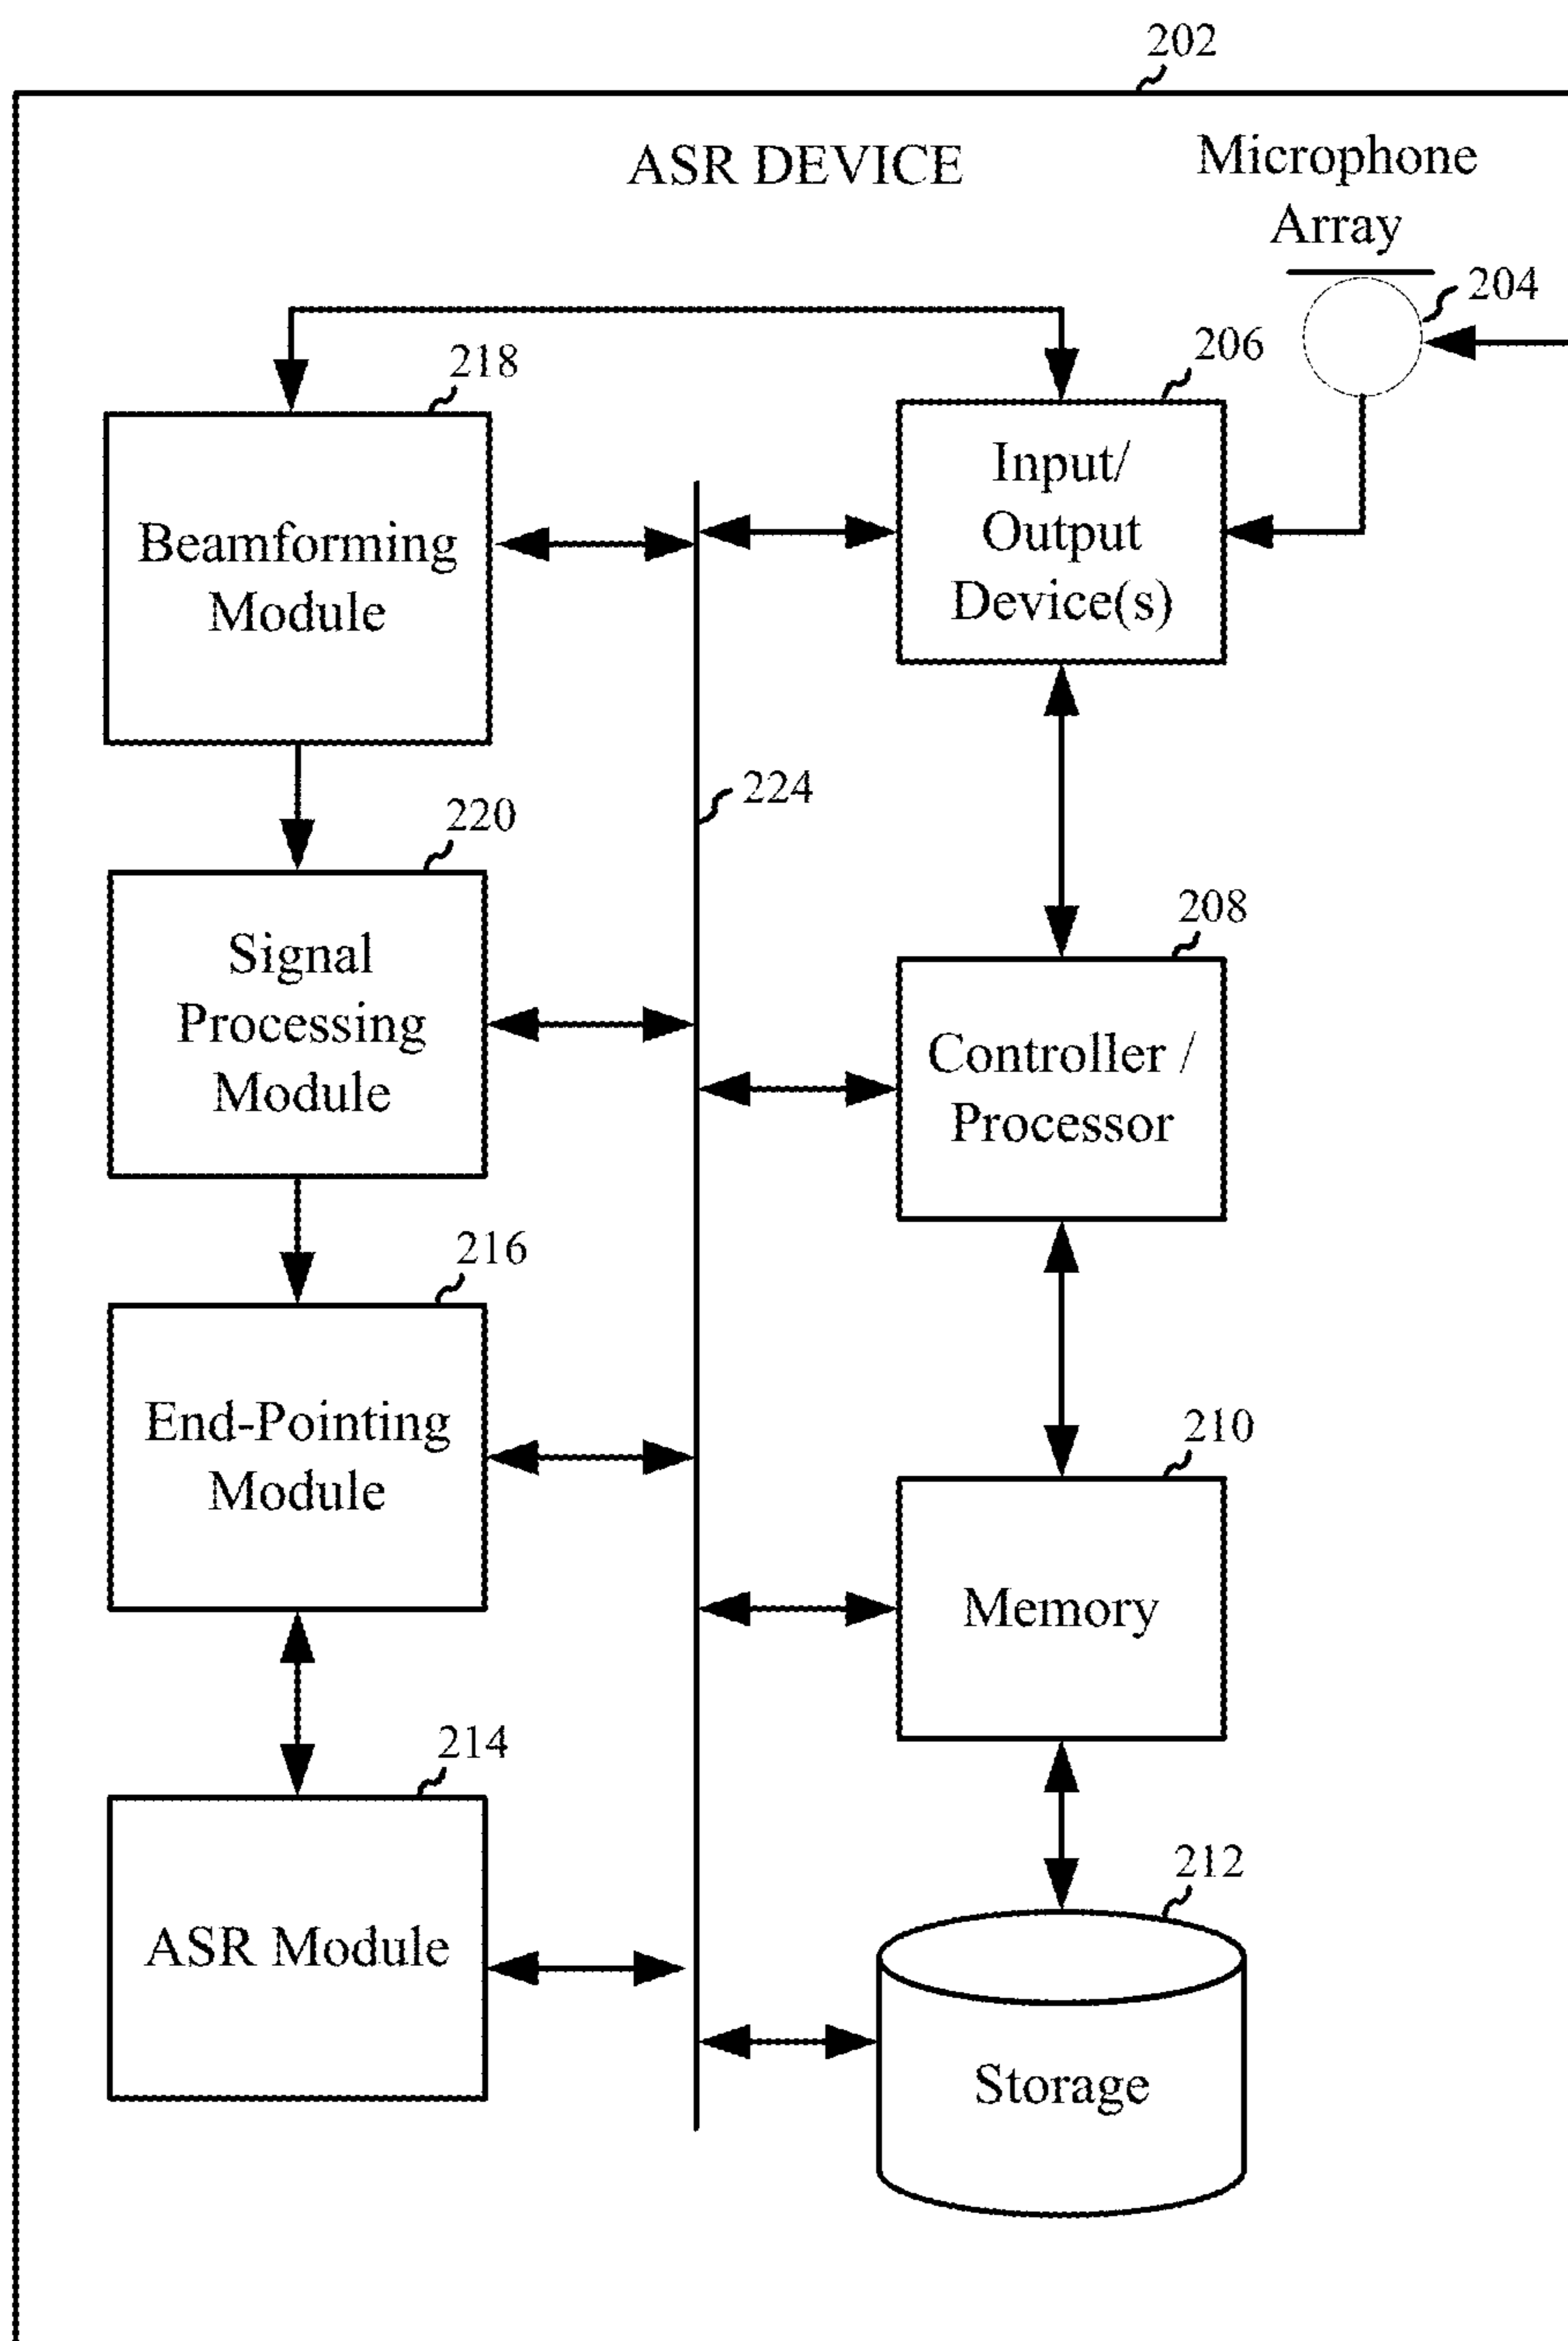 202
ASR DEVICE
Microphone
Array
204
206
218
Input/
Output
Device(s)
Beamforming
Module
224
220
208
Signal
Processing
Module
Controller /
Processor
216
End-Pointing
Module
210
Memory
214
212
ASR Module
Storage